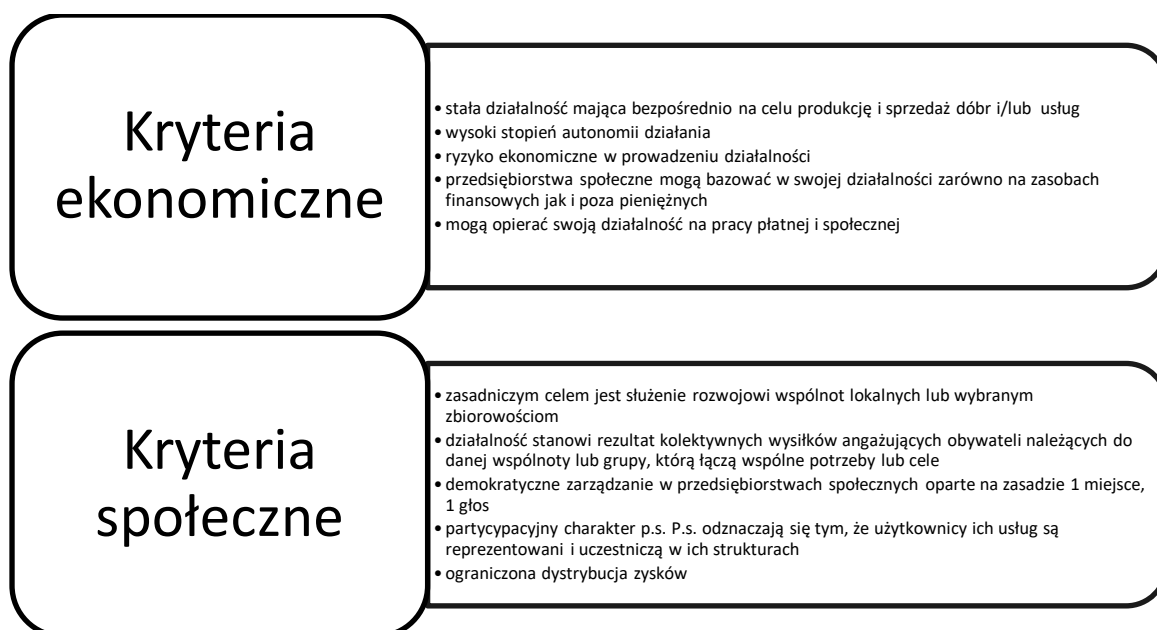 Kryteria
ekonomiczne
• stała działalność mająca bezpośrednio na celu produkcję i sprzedaż dóbr i/lub usług
• wysoki stopień autonomii działania
• ryzyko ekonomiczne w prowadzeniu działalności
• przedsiębiorstwa społeczne mogą bazować w swojej działalności zarówno na zasobach
finansowych jak i poza pieniężnych
• mogą opierać swoją działalność na pracy płatnej i społecznej
Kryteria
społeczne
• zasadniczym celem jest służenie rozwojowi wspólnot lokalnych lub wybranym
zbiorowościom
• działalność stanowi rezultat kolektywnych wysiłków angażujących obywateli należących do
danej wspólnoty lub grupy, którą łączą wspólne potrzeby lub cele
• demokratyczne zarządzanie w przedsiębiorstwach społecznych oparte na zasadzie 1 miejsce,
1 głos
• partycypacyjny charakter p.s. P.s. odznaczają się tym, że użytkownicy ich usług są
reprezentowani i uczestniczą w ich strukturach
• ograniczona dystrybucja zysków